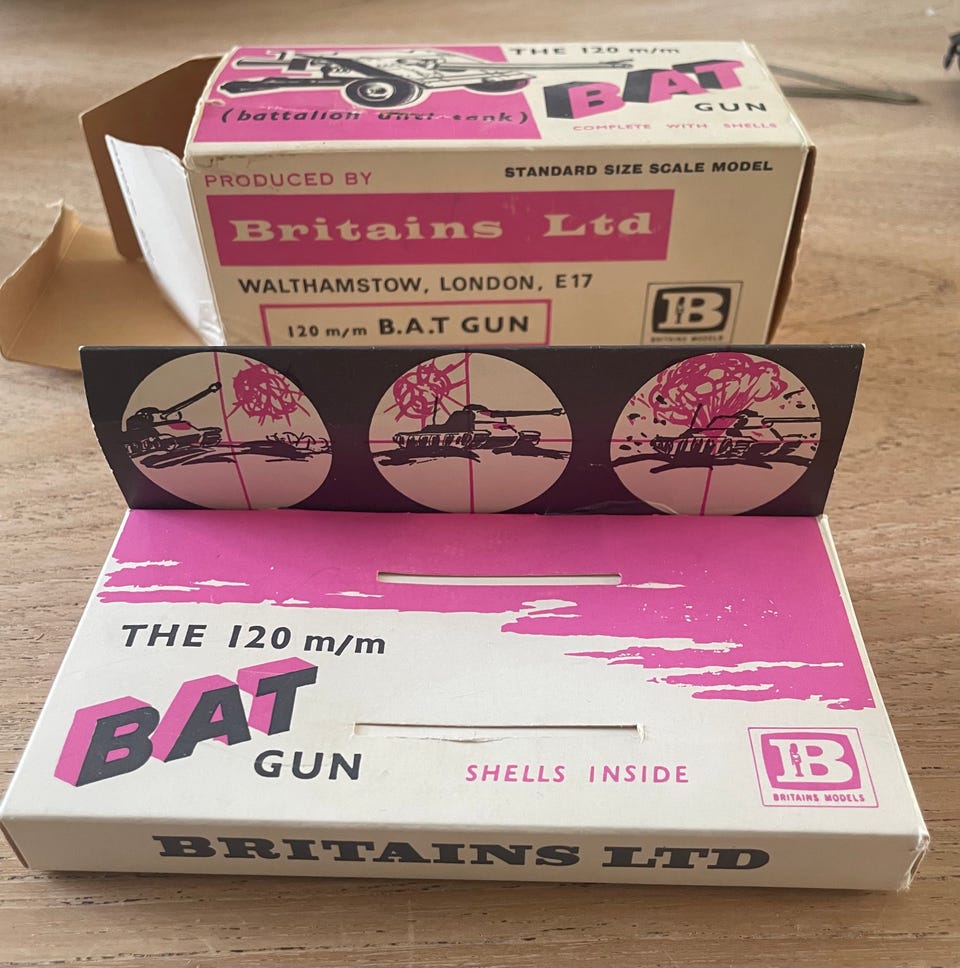 THE 120 m/m
BAT
GUN
(battalion anti tank)
COMPLETE WITH SHELLS
PRODUCED BY
STANDARD SIZE SCALE MODEL
Britains Ltd
WALTHAMSTOW, LONDON, E17
120 m/m B.A.T GUN
B
BRITAINS MODELS
THE 120 m/m
BAT
GUN
SHELLS INSIDE
B
BRITAINS MODELS
BRITAINS LTD